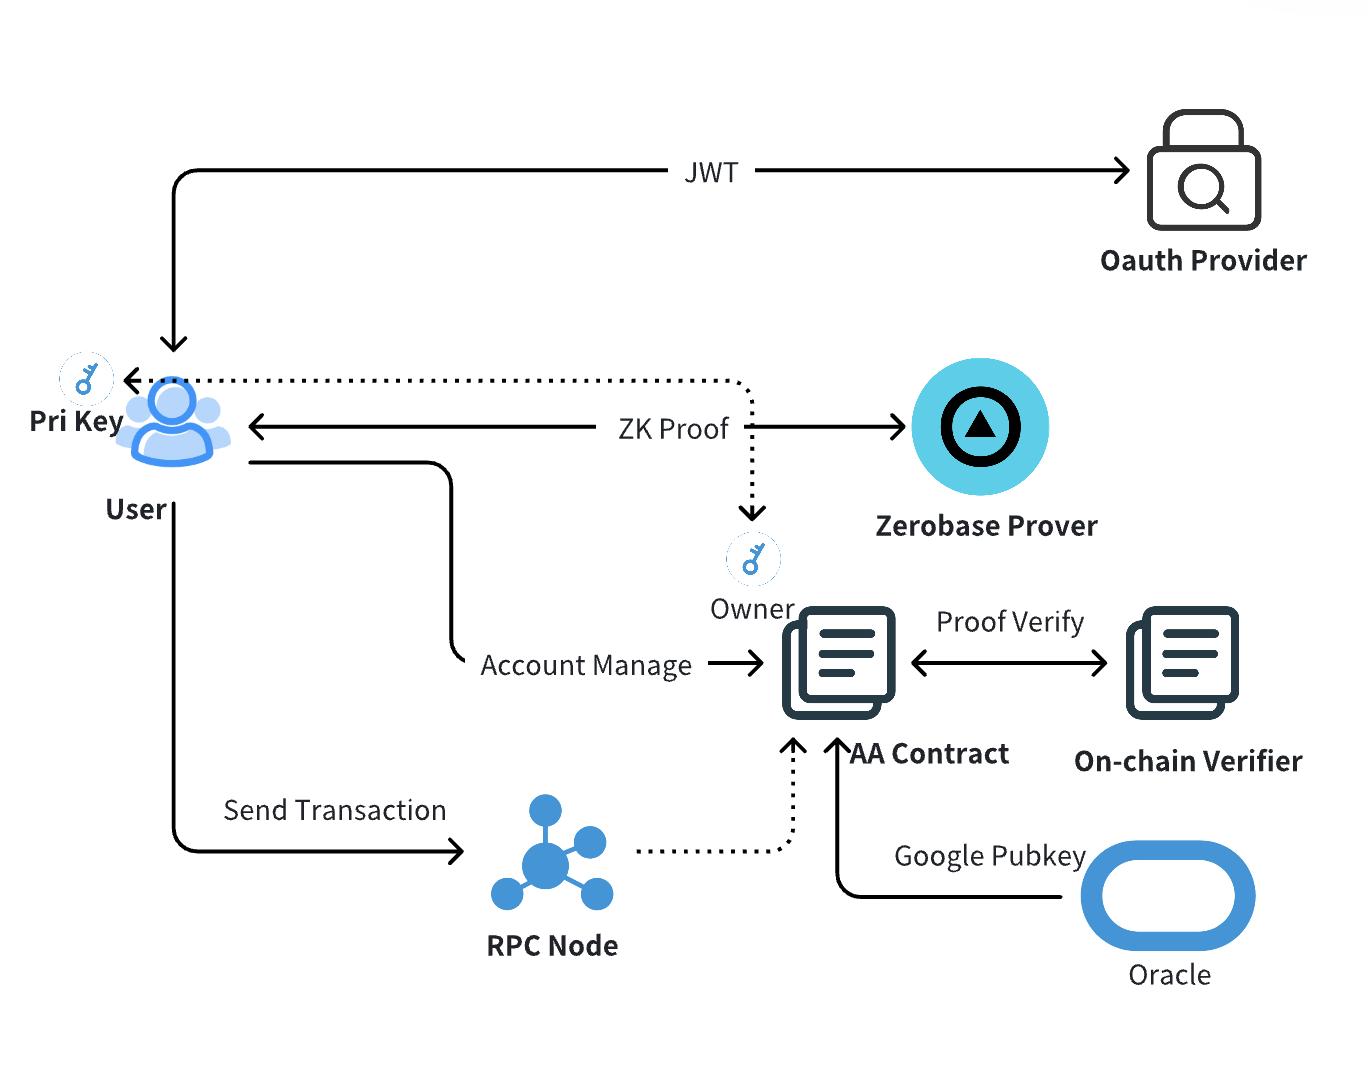 JWT
Oauth Provider
Pri Key
ZK Proof
User
Zerobase Prover
Owner
Proof Verify
Account Manage
AA Contract
On-chain Verifier
Send Transaction
Google Pubkey
RPC Node
Oracle